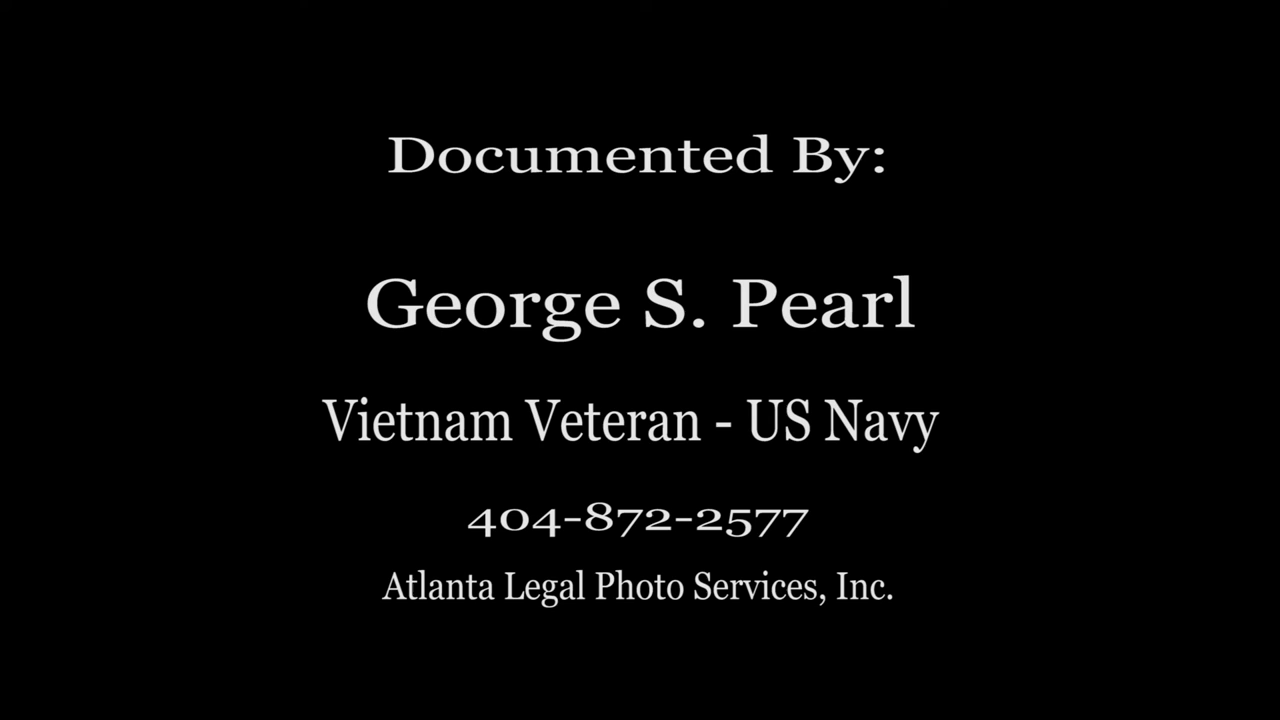 Documented By:
George S. Pearl
Vietnam Veteran - US Navy
404-872-2577
Atlanta Legal Photo Services, Inc.